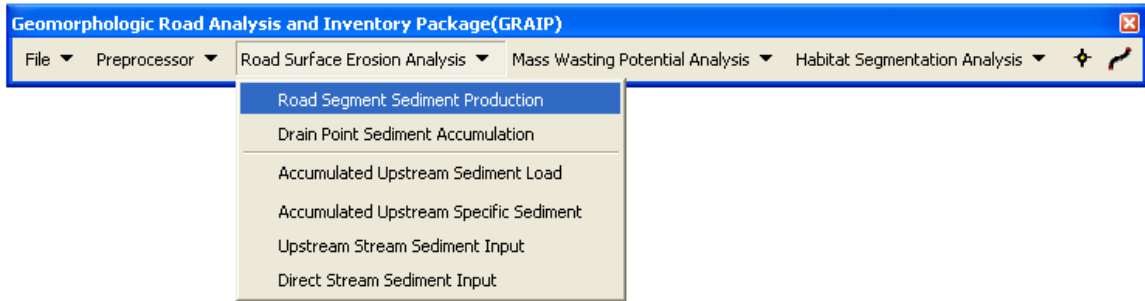 Geomorphologic Road Analysis and Inventory Package(GRAIP)
File Preprocessor Road Surface Erosion Analysis Mass Wasting Potential Analysis Habitat Segmentation Analysis
Road Segment Sediment Production
Drain Point Sediment Accumulation
Accumulated Upstream Sediment Load
Accumulated Upstream Specific Sediment
Upstream Stream Sediment Input
Direct Stream Sediment Input